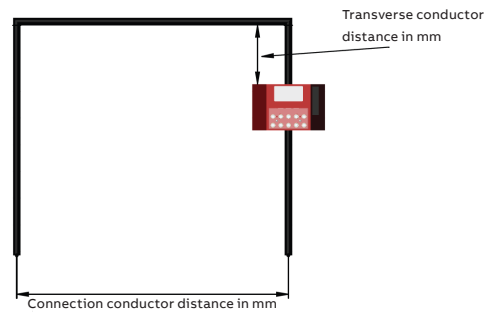 Transverse conductor
distance in mm
Connection conductor distance in mm